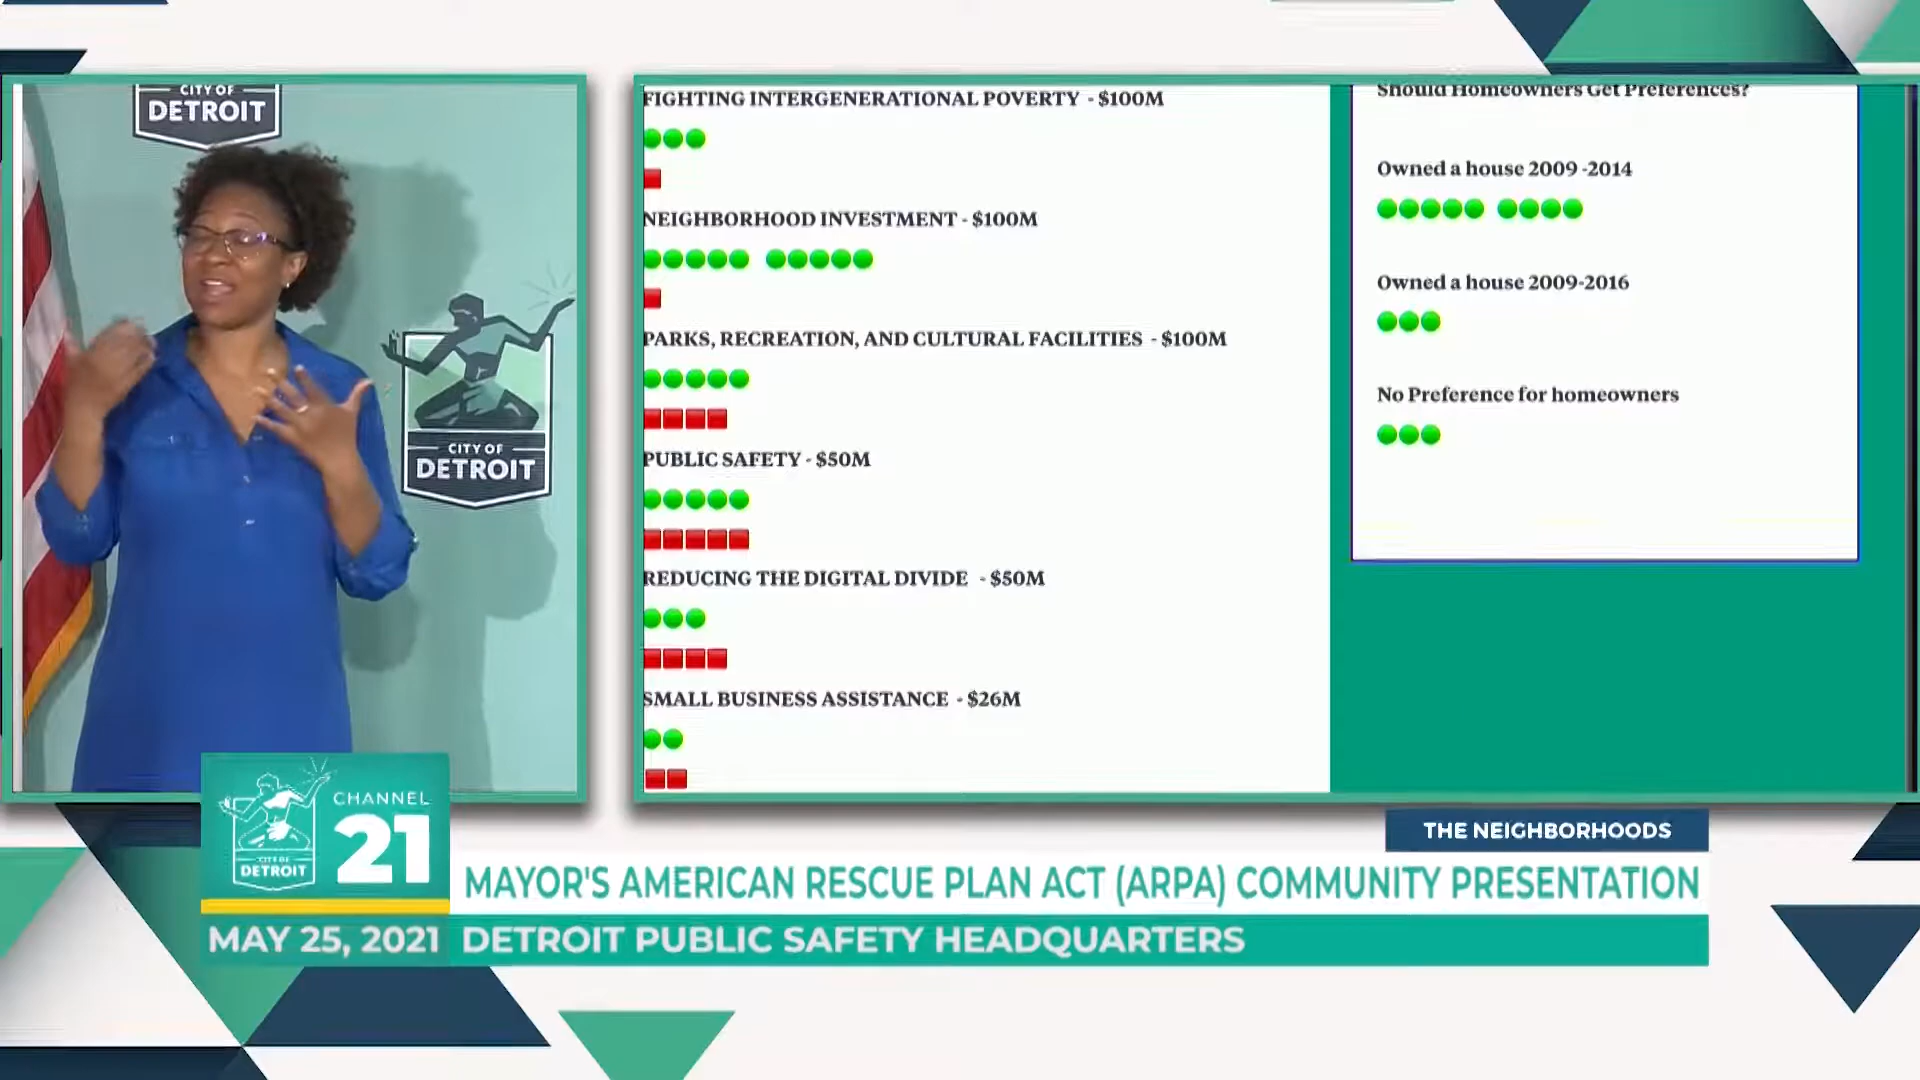 CITY OF
DETROIT
CITY OF
DETROIT
FIGHTING INTERGENERATIONAL POVERTY - $100M
NEIGHBORHOOD INVESTMENT - $100M
PARKS, RECREATION, AND CULTURAL FACILITIES - $100M
PUBLIC SAFETY - $50M
REDUCING THE DIGITAL DIVIDE - $50M
SMALL BUSINESS ASSISTANCE - $26M
Should Homeowners Get Preferences?
Owned a house 2009 -2014
Owned a house 2009-2016
No Preference for homeowners
THE NEIGHBORHOODS
CITY OF
DETROIT
CHANNEL
21
MAYOR'S AMERICAN RESCUE PLAN ACT (ARPA) COMMUNITY PRESENTATION
MAY 25, 2021
DETROIT PUBLIC SAFETY HEADQUARTERS